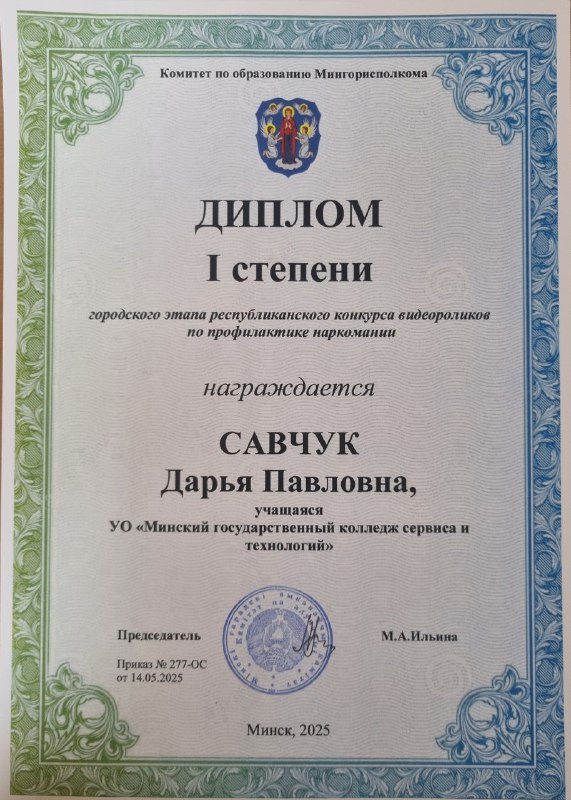 Комитет по образованию Мингорисполкома
ДИПЛОМ
I степени
городского этапа республиканского конкурса видеороликов
по профилактике наркомании
награждается
САВЧУК
Дарья Павловна,
учащаяся
УО «Минский государственный колледж сервиса и
технологий»
Председатель
М.А.Ильина
Приказ № 277-ОС
от 14.05.2025
Минск, 2025